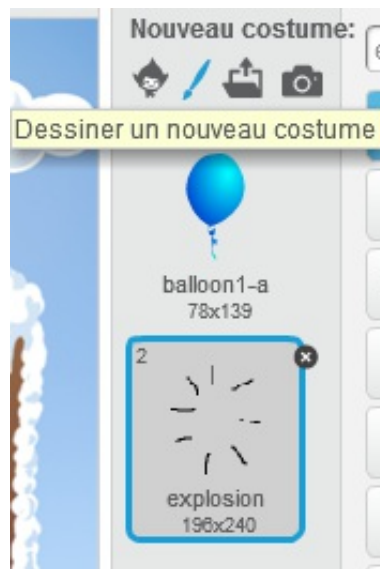 Nouveau costume:
Dessiner un nouveau costume
balloon1-a
78x139
2
explosion
196x240